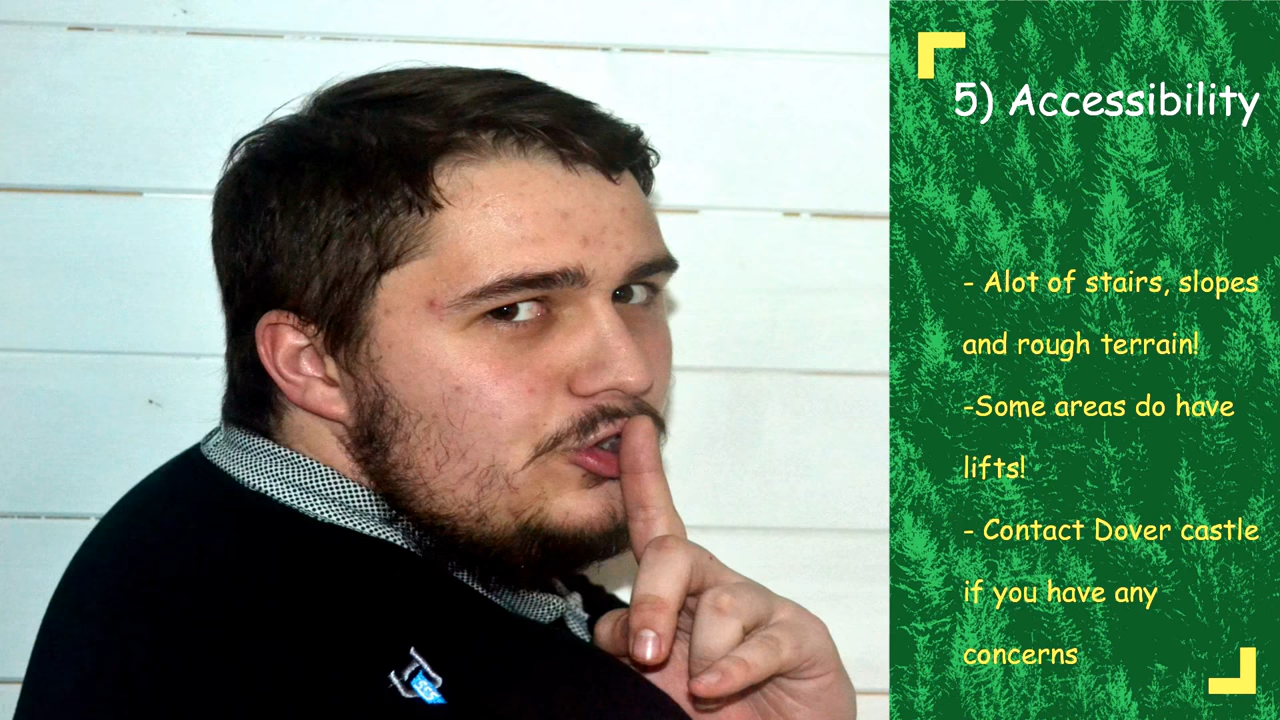 5) Accessibility
- Alot of stairs, slopes
and rough terrain!
-Some areas do have
lifts!
- Contact Dover castle
if you have any
concerns